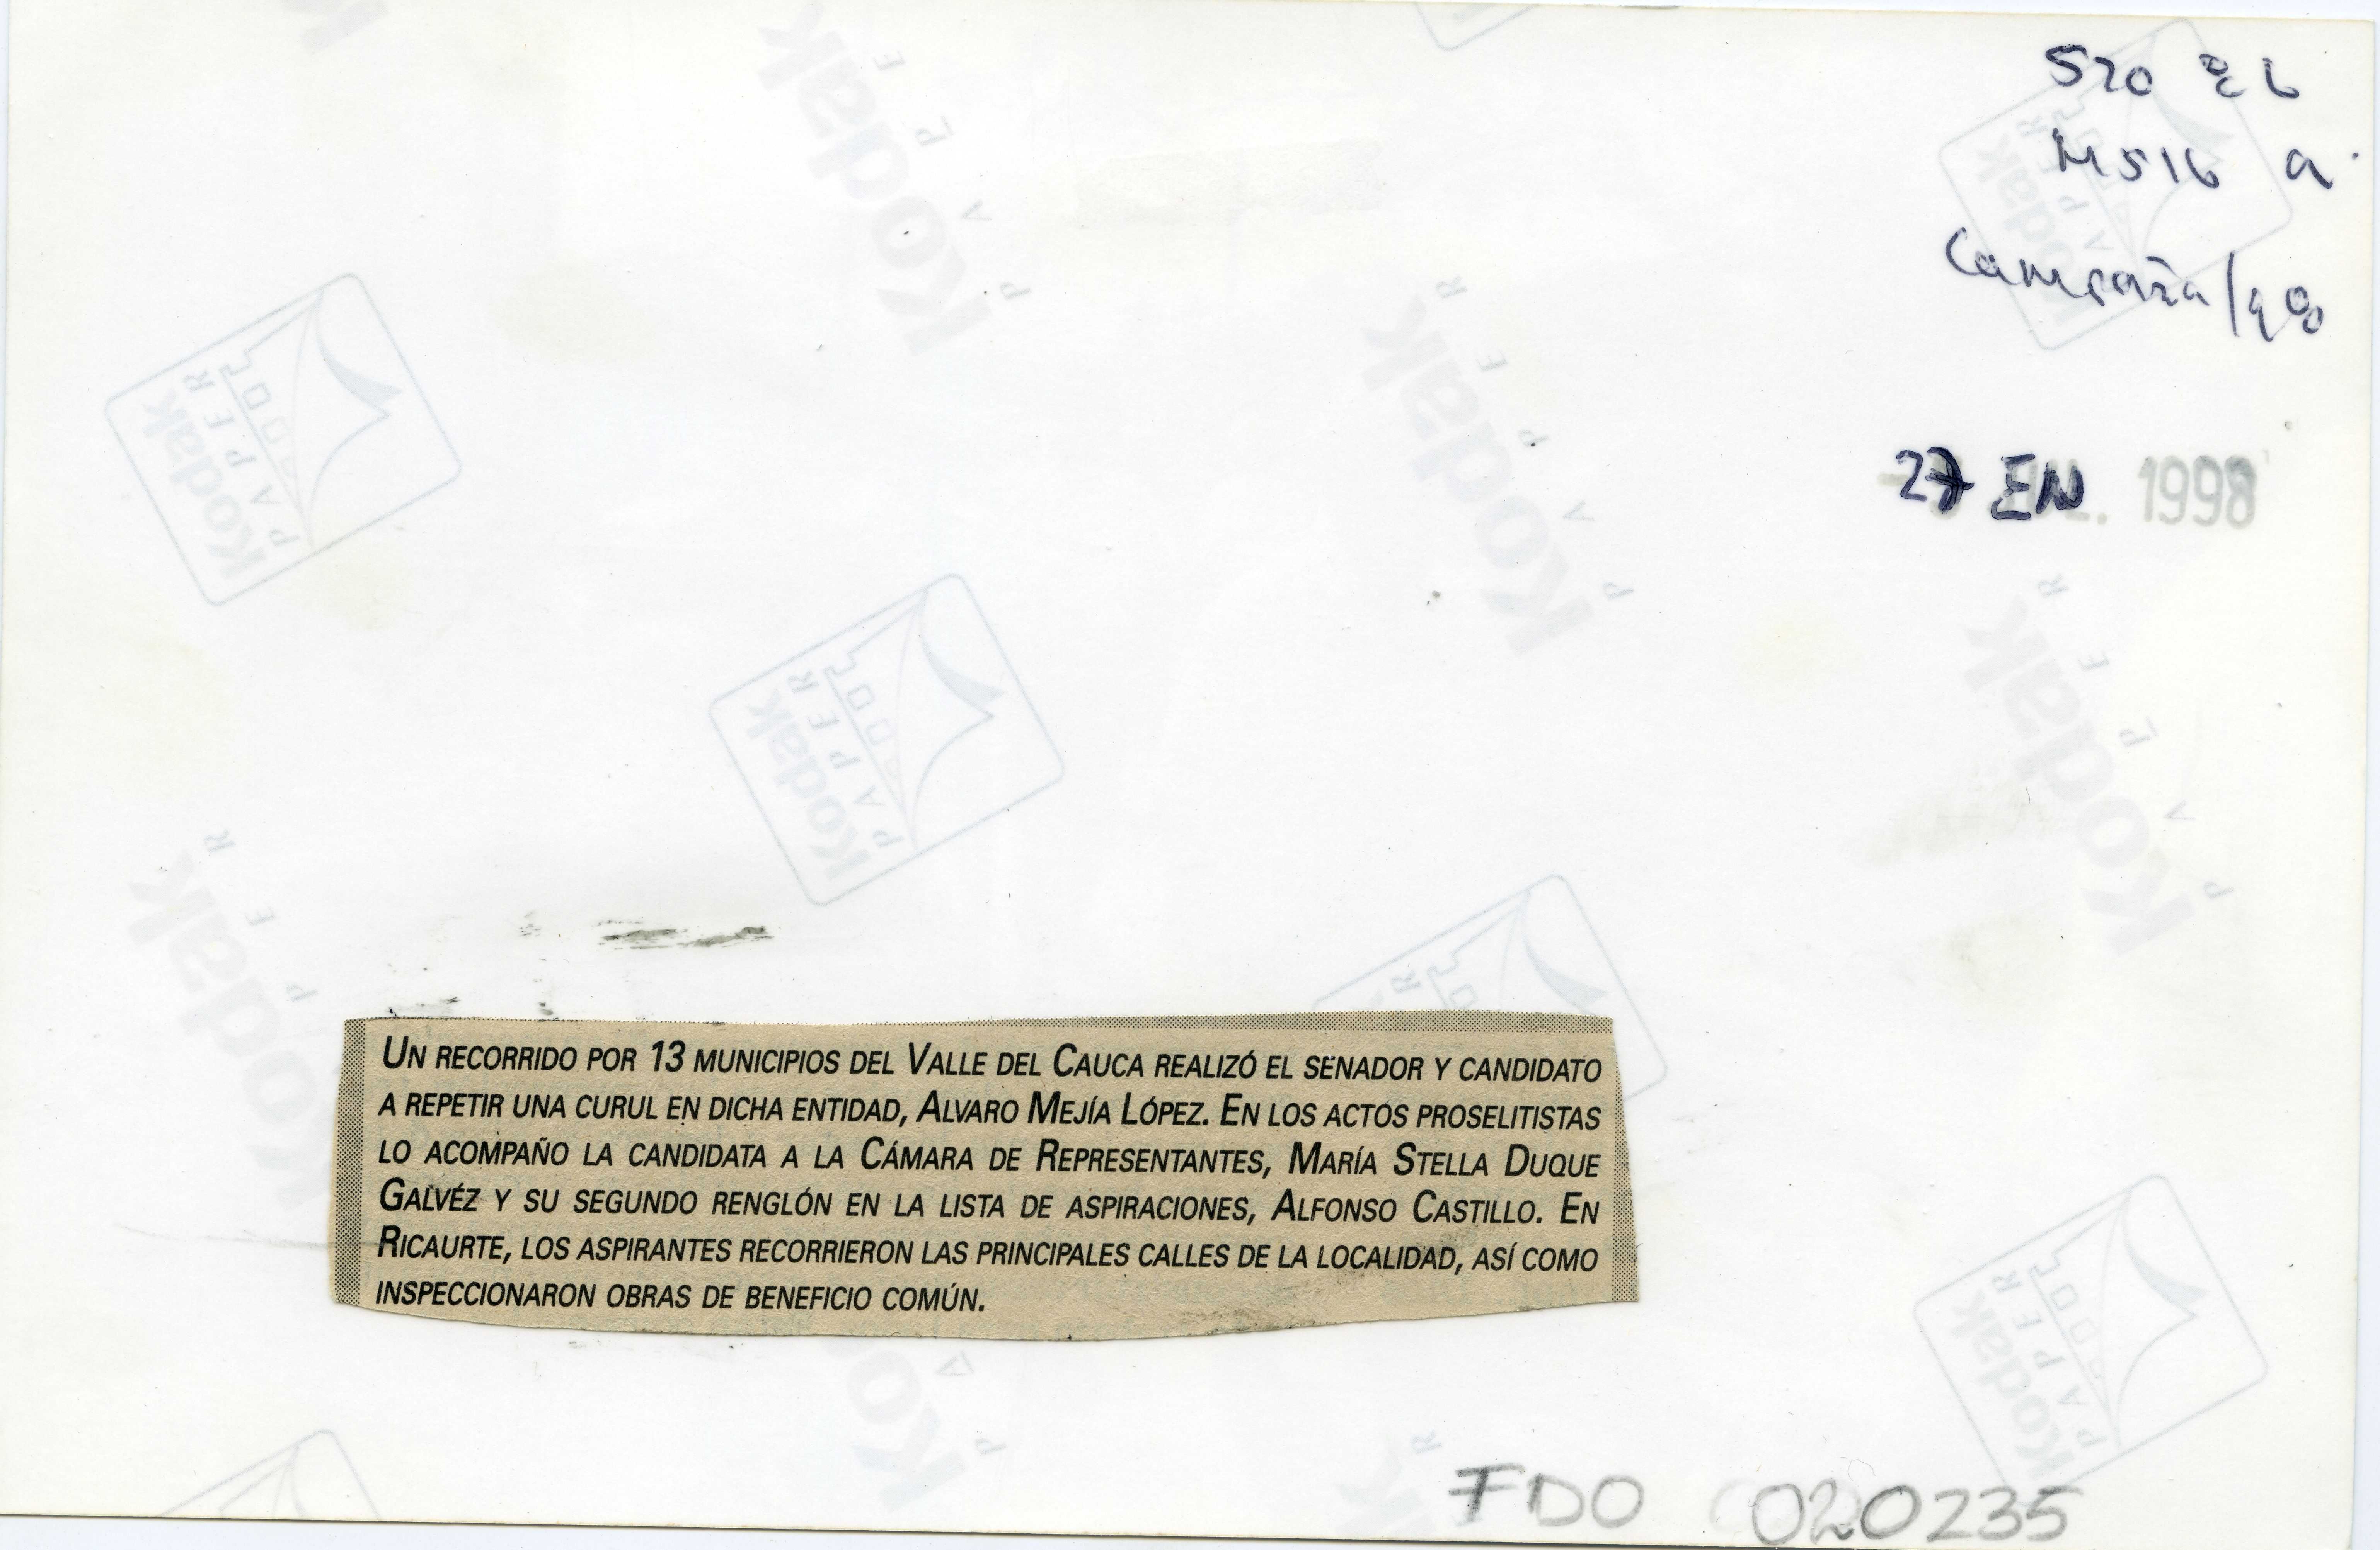 520 86
M516 a.
Campaña/98
27 EN. 1998
UN RECORRIDO POR 13 MUNICIPIOS DEL VALLE DEL CAUCA REALIZÓ EL SENADOR Y CANDIDATO
A REPETIR UNA CURUL EN DICHA ENTIDAD, ALVARO MEJÍA LÓPEZ. EN LOS ACTOS PROSELITISTAS
LO ACOMPAÑO LA CANDIDATA A LA CÁMARA DE REPRESENTANTES, MARÍA STELLA DUQUE
GALVÉZ Y SU SEGUNDO RENGLÓN EN LA LISTA DE ASPIRACIONES, ALFONSO CASTILLO. EN
RICAURTE, LOS ASPIRANTES RECORRIERON LAS PRINCIPALES CALLES DE LA LOCALIDAD, ASÍ COMO
INSPECCIONARON OBRAS DE BENEFICIO COMÚN.
FDO 020235
Kodak
PAPER